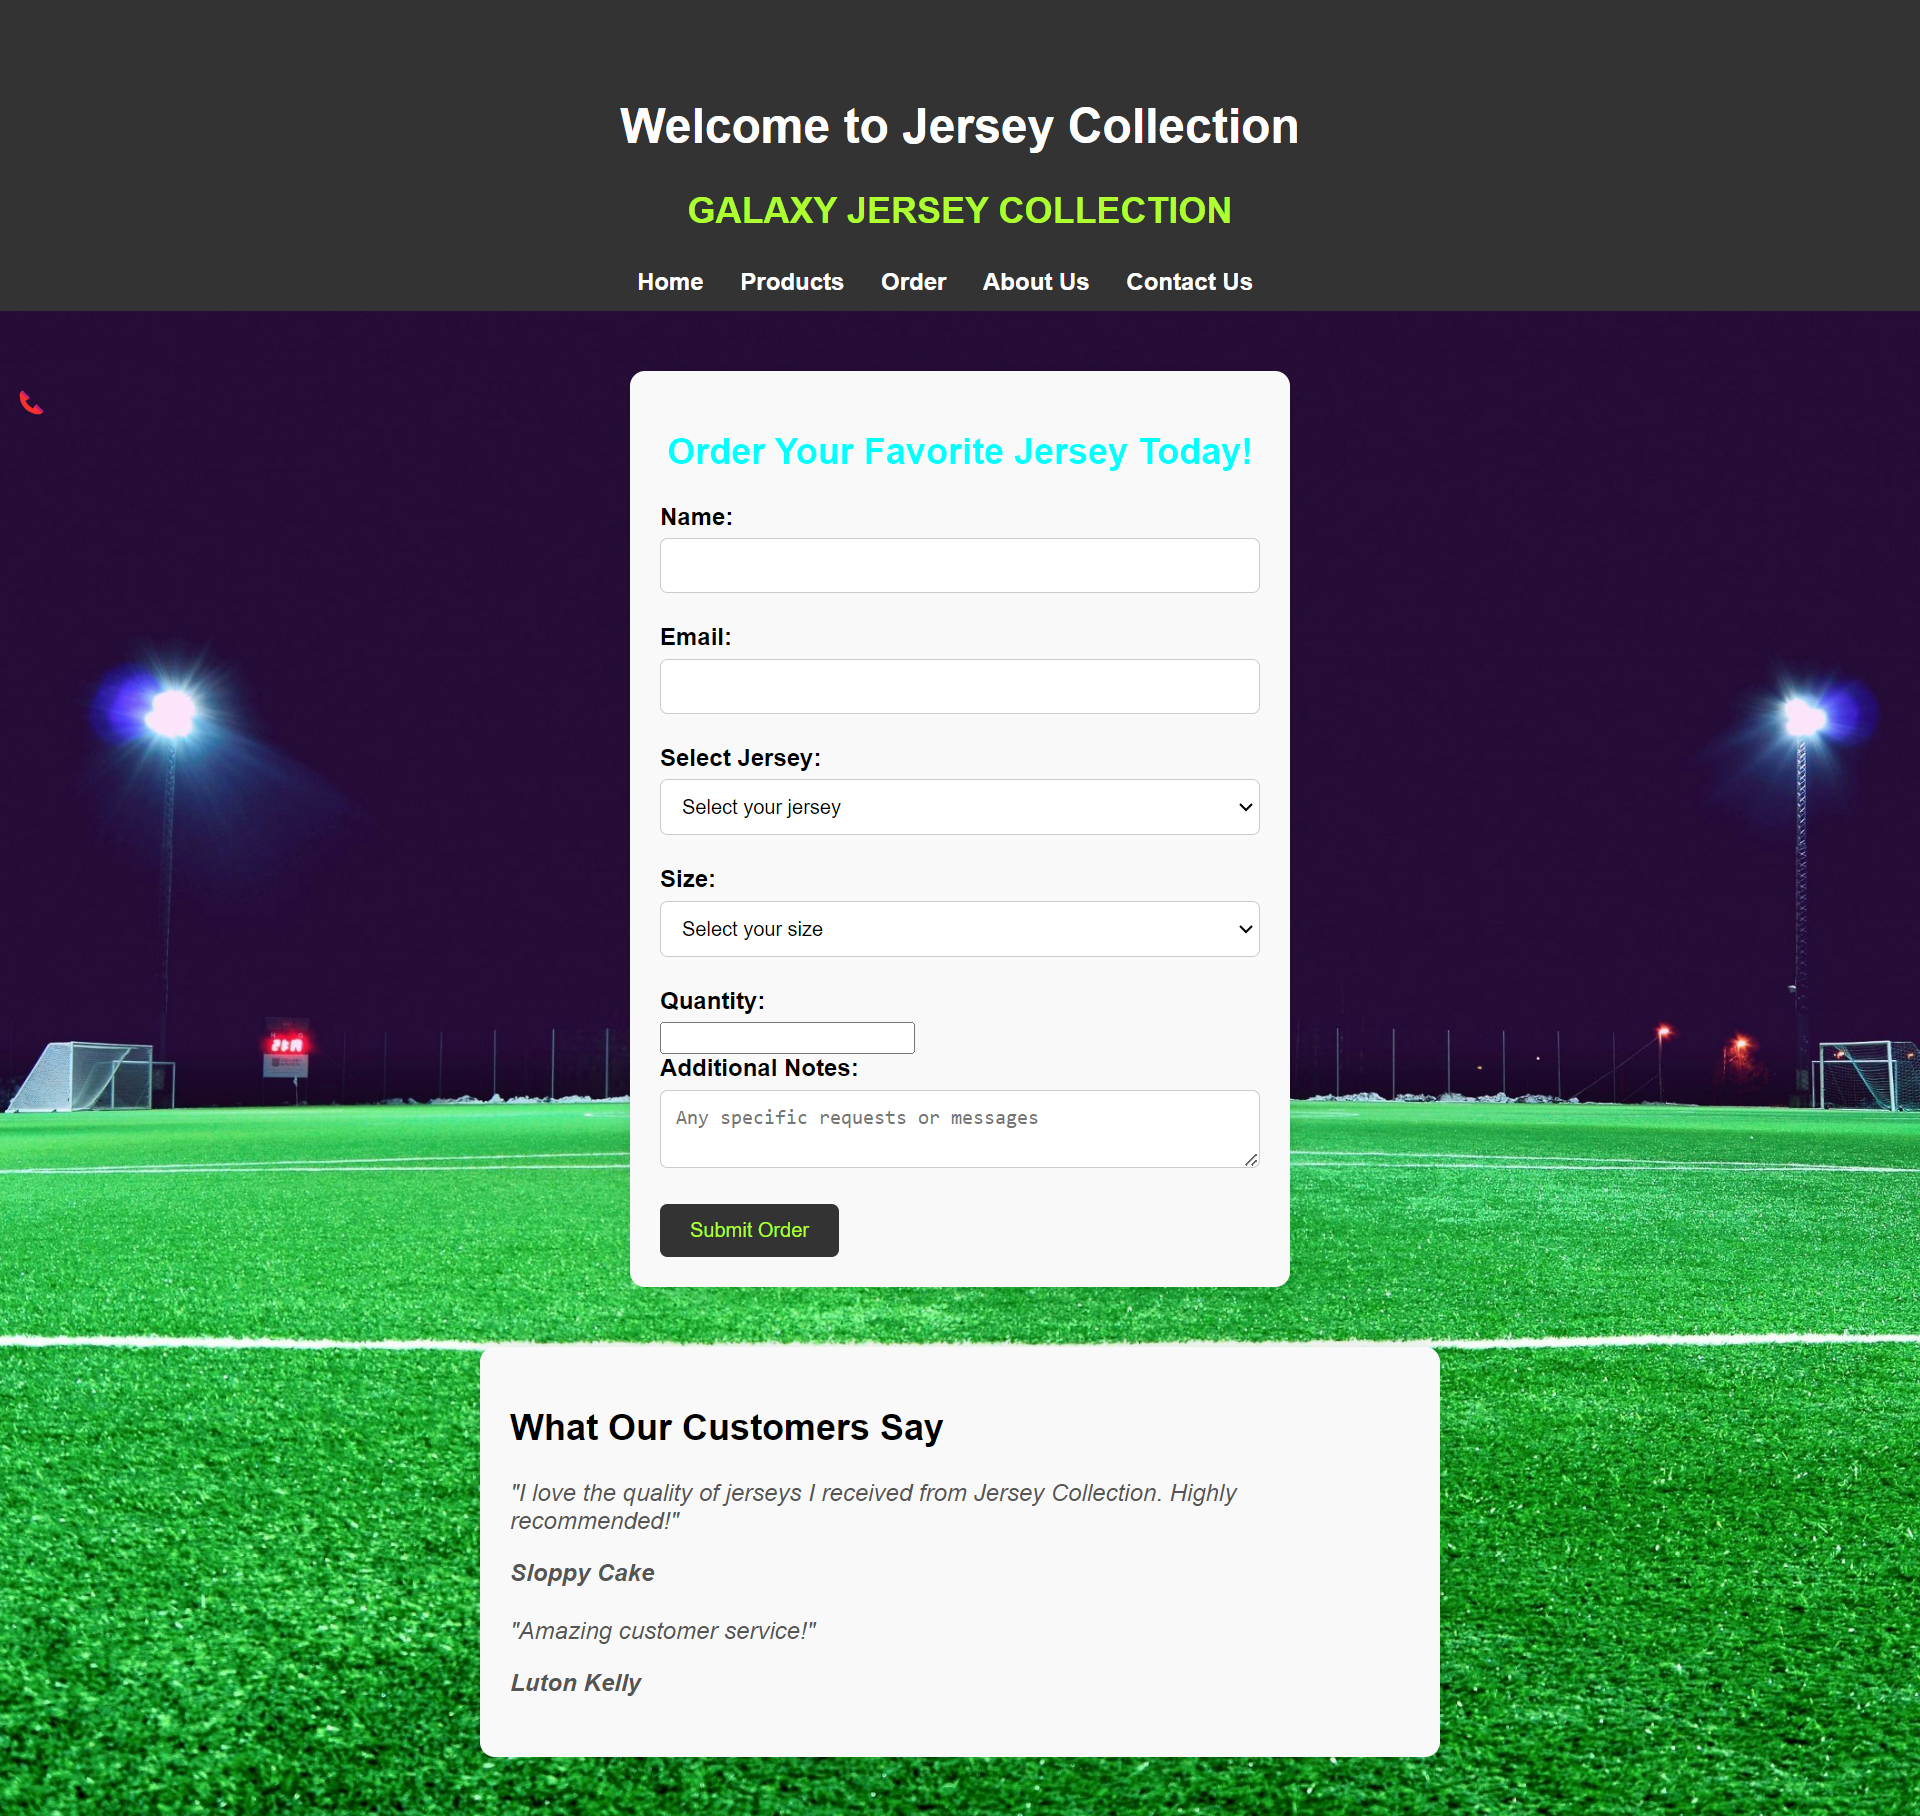 Welcome to Jersey Collection
GALAXY JERSEY COLLECTION
Home Products Order About Us Contact Us
Order Your Favorite Jersey Today!
Name:
Email:
Select Jersey:
Select your jersey
Size:
Select your size
Quantity:
Additional Notes:
Any specific requests or messages
Submit Order
What Our Customers Say
"I love the quality of jerseys I received from Jersey Collection. Highly
recommended!"
Sloppy Cake
"Amazing customer service!"
Luton Kelly